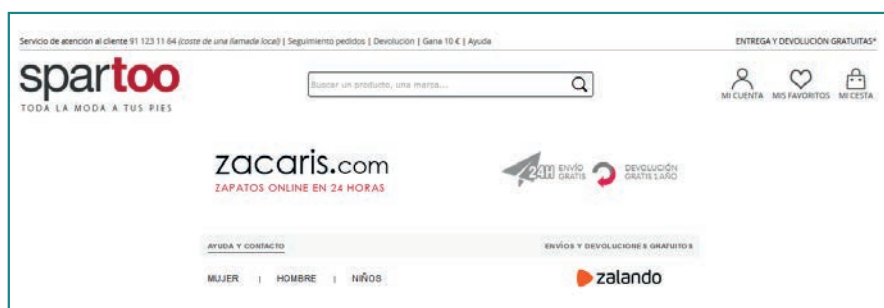 Servicio de atención al cliente 91 123 11 64 (coste de una llamada local) | Seguimiento pedidos | Devolución | Gana 10 € | Ayuda
ENTREGA Y DEVOLUCIÓN GRATUITAS*
spartoo
TODA LA MODA A TUS PIES
Buscar un producto, una marca...
MI CUENTA MIS FAVORITOS MI CESTA
zacaris.com
ZAPATOS ONLINE EN 24 HORAS
24H ENVÍO GRATIS
DEVOLUCIÓN GRATIS 1 AÑO
AYUDA Y CONTACTO
ENVÍOS Y DEVOLUCIONES GRATUITOS
MUJER | HOMBRE | NIÑOS
zalando